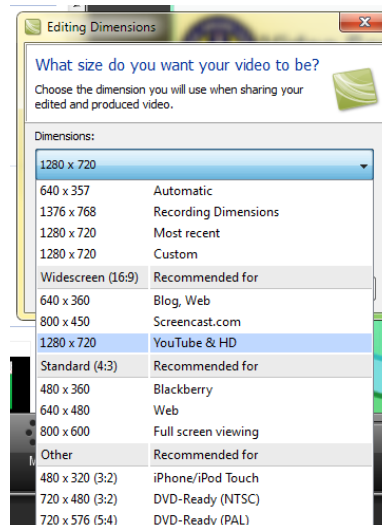 Editing Dimensions
What size do you want your video to be?
Choose the dimension you will use when sharing your
edited and produced video.
Dimensions:
1280 x 720
640 x 357 Automatic
1376 x 768 Recording Dimensions
1280 x 720 Most recent
1280 x 720 Custom
Widescreen (16:9) Recommended for
640 x 360 Blog, Web
800 x 450 Screencast.com
1280 x 720 YouTube & HD
Standard (4:3) Recommended for
480 x 360 Blackberry
640 x 480 Web
800 x 600 Full screen viewing
Other Recommended for
480 x 320 (3:2) iPhone/iPod Touch
720 x 480 (3:2) DVD-Ready (NTSC)
720 x 576 (5:4) DVD-Ready (PAL)